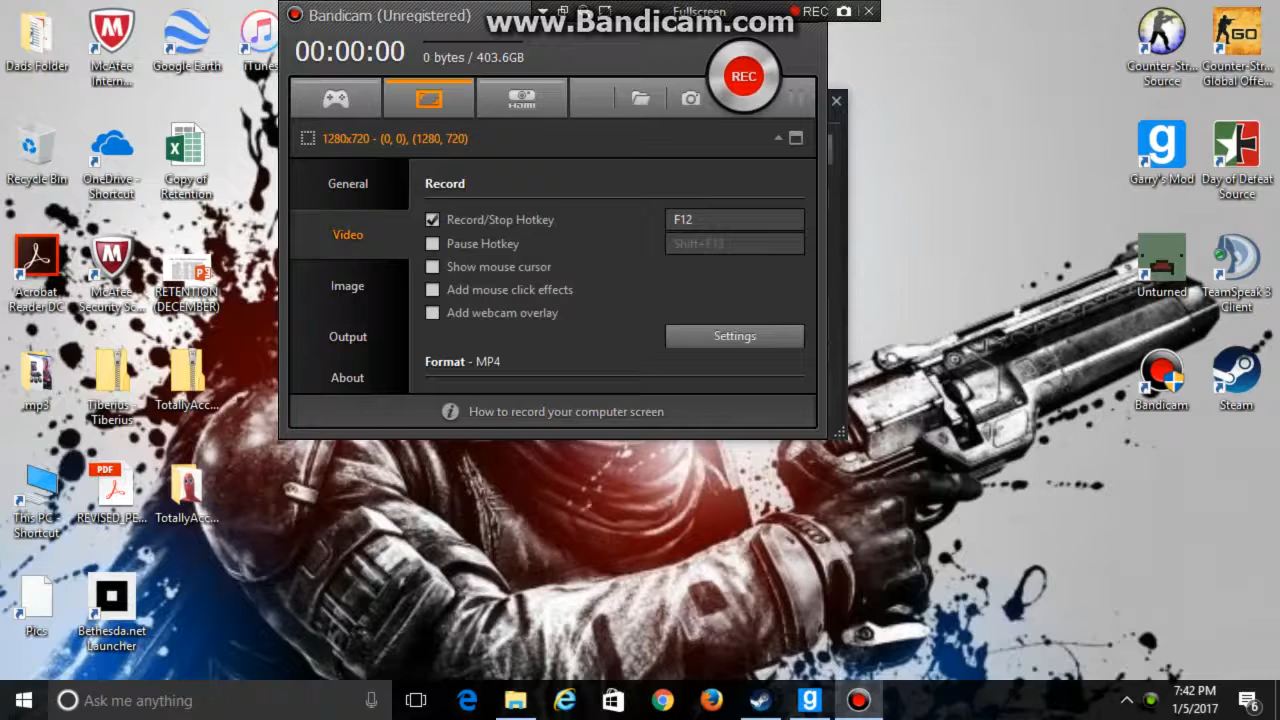 Bandicam (Unregistered)
www.Bandicam.com
Fullscreen
REC
00:00:00
0 bytes / 403.6GB
REC
HDMI
1280x720 - (0, 0), (1280, 720)
General
Video
Image
Output
About
Record
Record/Stop Hotkey
F12
Pause Hotkey
Show mouse cursor
Add mouse click effects
Add webcam overlay
Settings
Format - MP4
How to record your computer screen
Dads Folder
McAfee
Intern...
Google Earth
iTunes
Recycle Bin
OneDrive -
Shortcut
Copy of
Retention
Acrobat
Reader DC
McAfee
Security Sc...
RETENTION
(DECEMBER)
.mp3
Tiberius -
Tiberius
TotallyAcc...
This PC -
Shortcut
PDF
REVISED_PE...
TotallyAcc...
Pics
Bethesda.net
Launcher
Counter-Str...
Source
GO
Counter-Str...
Global Offe...
Garry's Mod
Day of Defeat
Source
Unturned
TeamSpeak 3
Client
Bandicam
Steam
Ask me anything
7:42 PM
1/5/2017
6